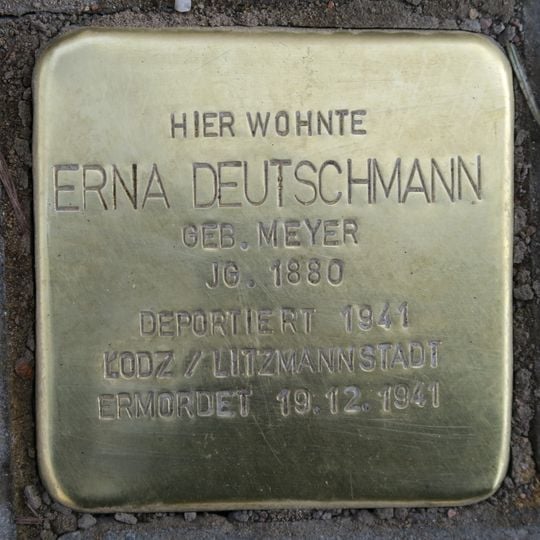 HIER WOHNTE
ERNA DEUTSCHMANN
GEB. MEYER
JG. 1880
DEPORTIERT 1941
ŁODZ / LITZMANNSTADT
ERMORDET 19.12.1941